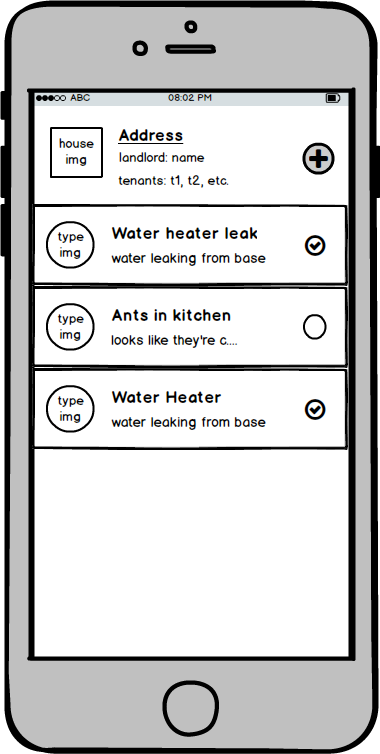 ABC 08:02 PM
house
img
Address
landlord: name
tenants: t1, t2, etc.
type
img
Water heater leak
water leaking from base
type
img
Ants in kitchen
looks like they're c....
type
img
Water Heater
water leaking from base